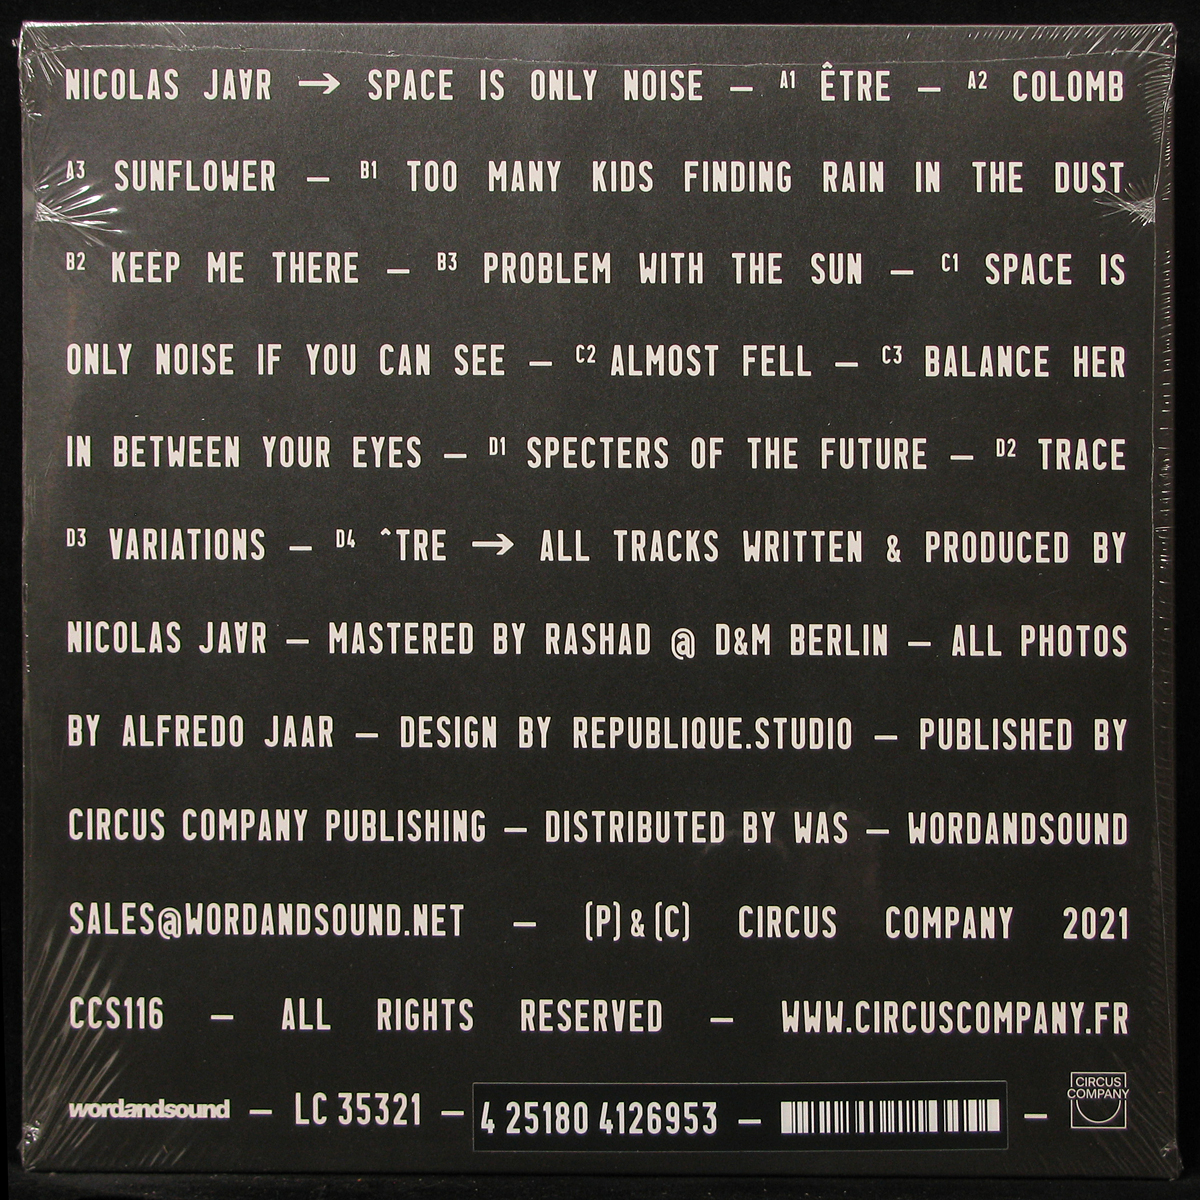 NICOLAS JA∀R → SPACE IS ONLY NOISE – A1 ÊTRE – A2 COLOMB
A3 SUNFLOWER – B1 TOO MANY KIDS FINDING RAIN IN THE DUST
B2 KEEP ME THERE – B3 PROBLEM WITH THE SUN – C1 SPACE IS
ONLY NOISE IF YOU CAN SEE – C2 ALMOST FELL – C3 BALANCE HER
IN BETWEEN YOUR EYES – D1 SPECTERS OF THE FUTURE – D2 TRACE
D3 VARIATIONS – D4 ^TRE → ALL TRACKS WRITTEN & PRODUCED BY
NICOLAS JA∀R – MASTERED BY RASHAD @ D&M BERLIN – ALL PHOTOS
BY ALFREDO JAAR – DESIGN BY REPUBLIQUE.STUDIO – PUBLISHED BY
CIRCUS COMPANY PUBLISHING – DISTRIBUTED BY WAS – WORDANDSOUND
SALES@WORDANDSOUND.NET – (P) & (C) CIRCUS COMPANY 2021
CCS116 – ALL RIGHTS RESERVED – WWW.CIRCUSCOMPANY.FR
wordandsound – LC 35321 – 4 25180 4126953 –  –
CIRCUS
COMPANY